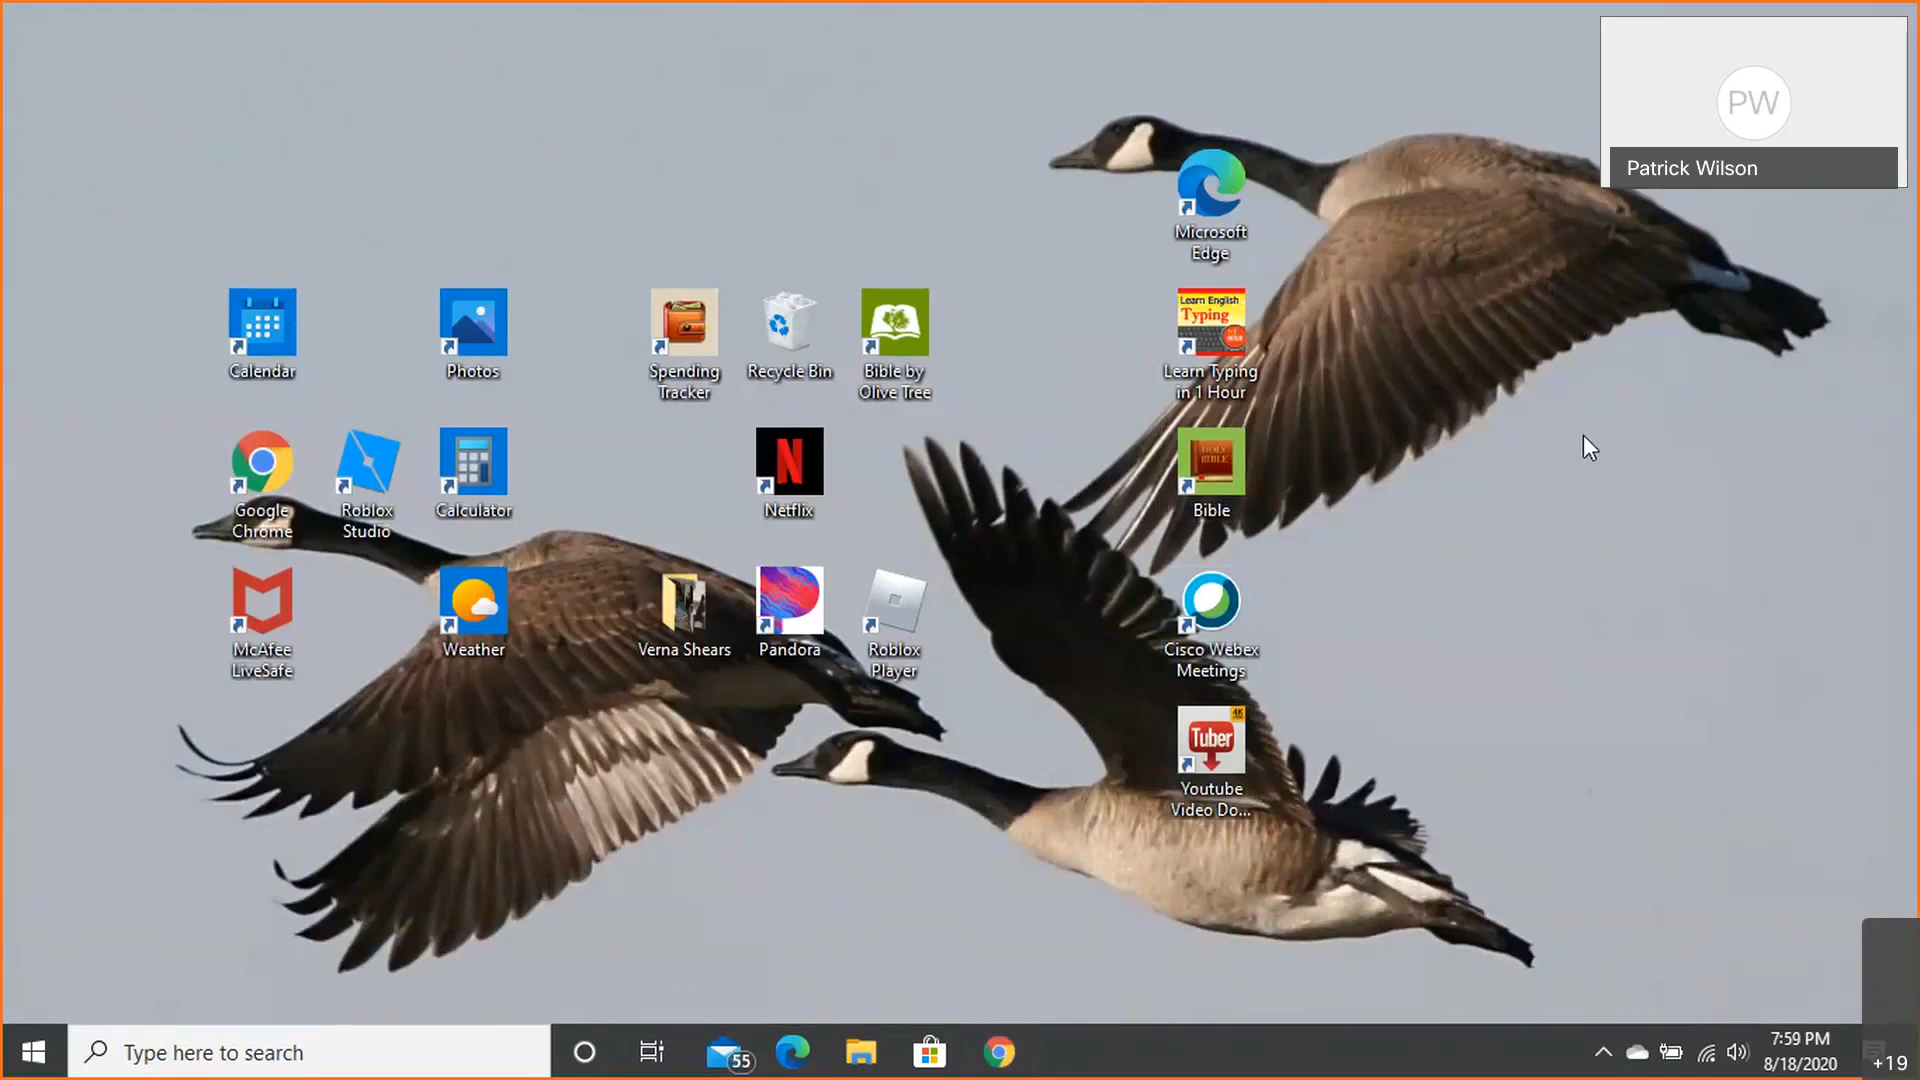 PW
Patrick Wilson
Microsoft
Edge
Learn English
Typing
Calendar
Photos
Spending
Tracker
Recycle Bin
Bible by
Olive Tree
Learn Typing
in 1 Hour
HOLY
BIBLE
N
Google
Chrome
Roblox
Studio
Calculator
Netflix
Bible
McAfee
LiveSafe
Weather
Verna Shears
Pandora
Roblox
Player
Cisco Webex
Meetings
4K
Tuber
Youtube
Video Do...
Type here to search
55
7:59 PM
8/18/2020
+19